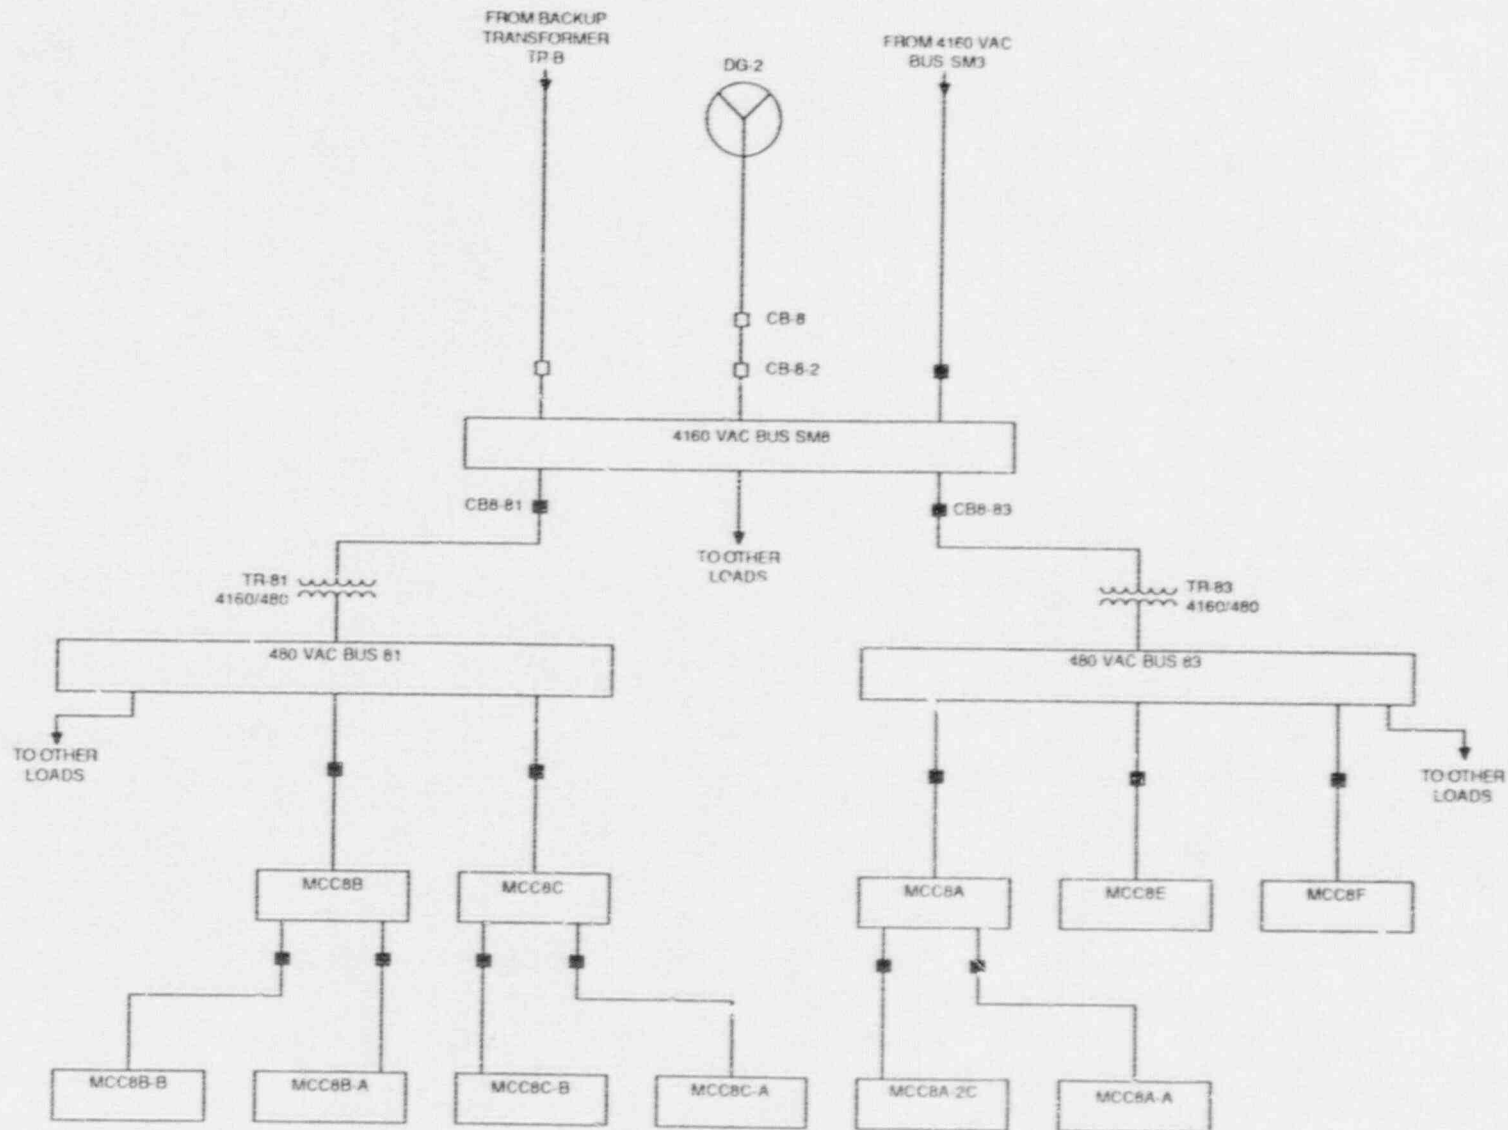 FROM BACKUP
TRANSFORMER
TR-B
DG-2
FROM 4160 VAC
BUS SM3
CB-8
CB-8-2
4160 VAC BUS SM8
CB8-81
CB8-83
TO OTHER
LOADS
TR-81
4160/480
TR-83
4160/480
480 VAC BUS 81
480 VAC BUS 83
TO OTHER
LOADS
TO OTHER
LOADS
MCC8B
MCC8C
MCC8A
MCC8E
MCC8F
MCC8B-B
MCC8B-A
MCC8C-B
MCC8C-A
MCC8A-2C
MCC8A-A